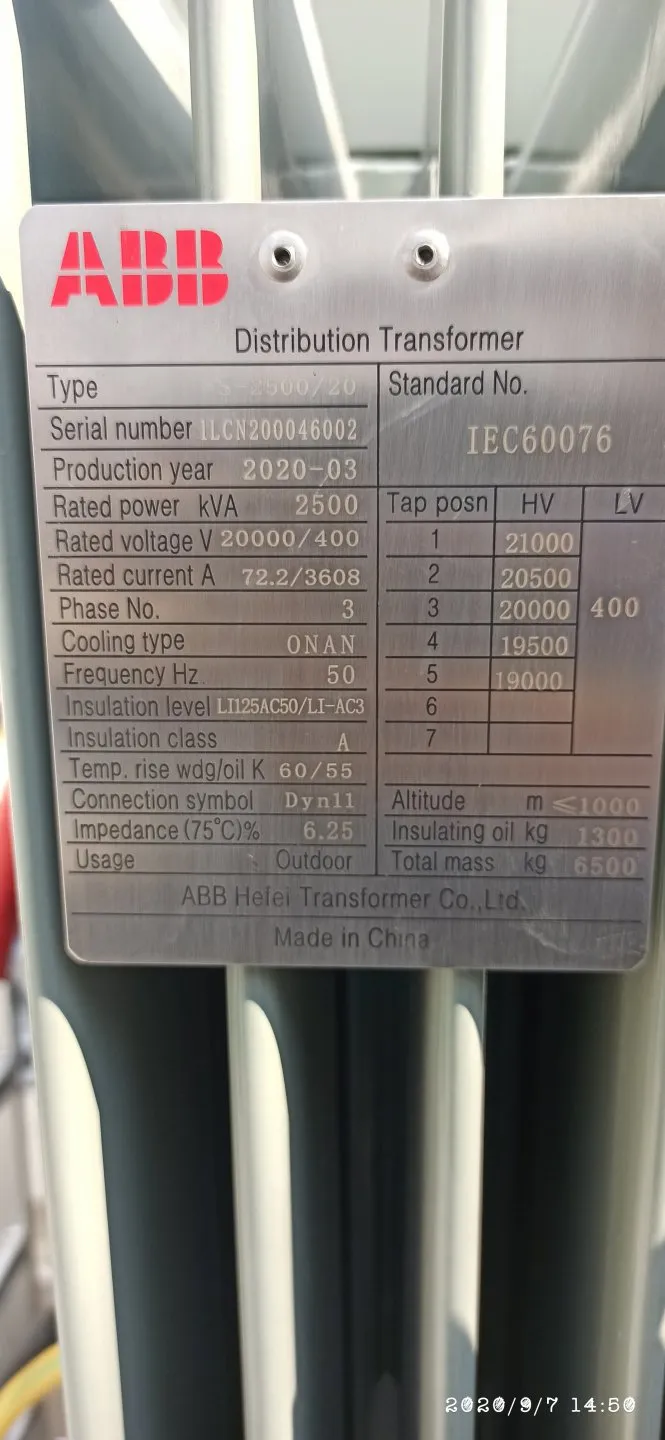 ABB
Distribution Transformer
Type S-2500/20
Standard No.
IEC60076
Serial number 1LCN200046002
Production year 2020-03
Rated power kVA 2500
Rated voltage V 20000/400
Rated current A 72.2/3608
Phase No. 3
Cooling type ONAN
Frequency Hz 50
Insulation level LI125AC50/LI-AC3
Insulation class A
Temp. rise wdg/oil K 60/55
Connection symbol Dyn11
Impedance (75°C)% 6.25
Usage Outdoor
Tap posn HV LV
1 21000
2 20500
3 20000 400
4 19500
5 19000
6
7
Altitude m ≤1000
Insulating oil kg 1300
Total mass kg 6500
ABB Hefei Transformer Co.,Ltd.
Made in China
2020/9/7 14:50